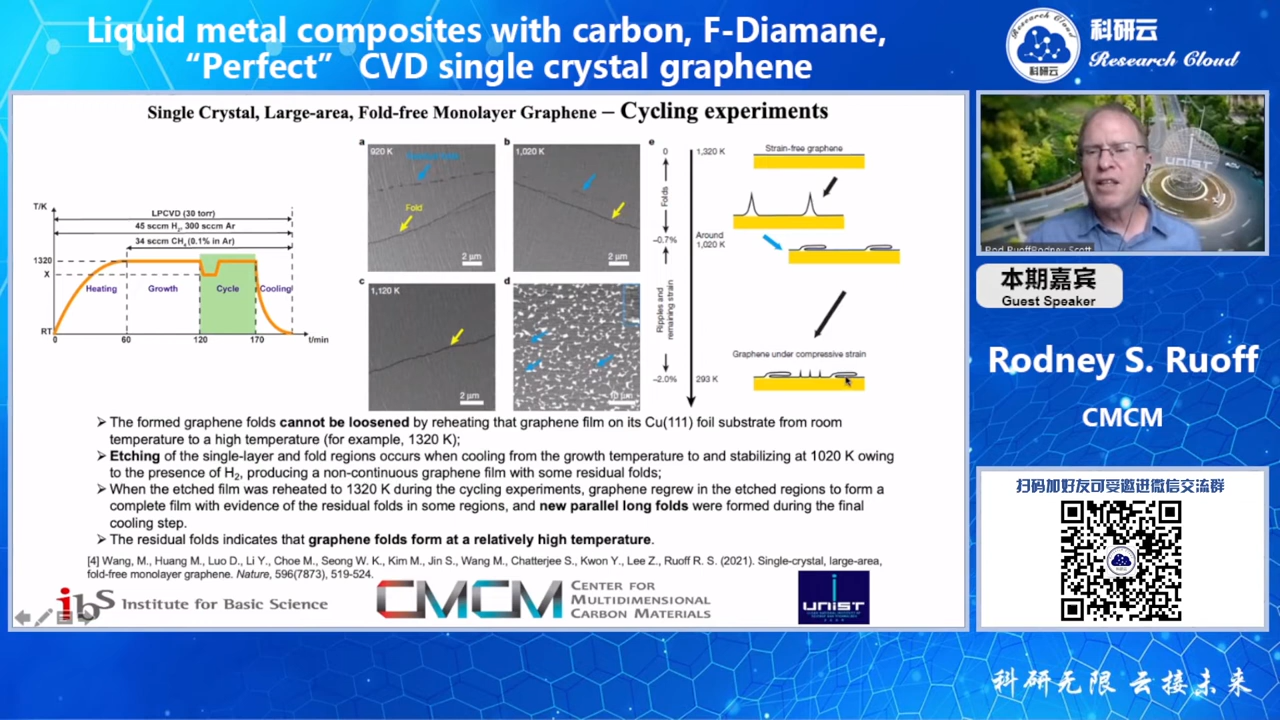 Liquid metal composites with carbon, F-Diamane,
“Perfect” CVD single crystal graphene
Research Cloud
科研云
科研云
Research Cloud
Single Crystal, Large-area, Fold-free Monolayer Graphene – Cycling experiments
T/K
LPCVD (30 torr)
45 sccm H2, 300 sccm Ar
34 sccm CH4 (0.1% in Ar)
1320
X
Heating
Growth
Cycle
Cooling
RT
0
60
120
170
t/min
a
920 K
Fold
2 μm
b
1,020 K
2 μm
c
1,120 K
2 μm
d
10 μm
e
0
Folds
–0.7%
Ripples and
remaining strain
–2.0%
1,320 K
Around
1,020 K
293 K
Strain-free graphene
Graphene under compressive strain
➢ The formed graphene folds cannot be loosened by reheating that graphene film on its Cu(111) foil substrate from room
temperature to a high temperature (for example, 1320 K);
➢ Etching of the single-layer and fold regions occurs when cooling from the growth temperature to and stabilizing at 1020 K owing
to the presence of H2, producing a non-continuous graphene film with some residual folds;
➢ When the etched film was reheated to 1320 K during the cycling experiments, graphene regrew in the etched regions to form a
complete film with evidence of the residual folds in some regions, and new parallel long folds were formed during the final
cooling step.
➢ The residual folds indicates that graphene folds form at a relatively high temperature.
[4] Wang, M., Huang M., Luo D., Li Y., Choe M., Seong W. K., Kim M., Jin S., Wang M., Chatterjee S., Kwon Y., Lee Z., Ruoff R. S. (2021). Single-crystal, large-area,
fold-free monolayer graphene. Nature, 596(7873), 519-524.
ibS Institute for Basic Science
CMCM
CENTER FOR
MULTIDIMENSIONAL
CARBON MATERIALS
UNIST
UNIST
Rod RuoffRodney Scott
本期嘉宾
Guest Speaker
Rodney S. Ruoff
CMCM
扫码加好友可受邀进微信交流群
科研无限 云接未来